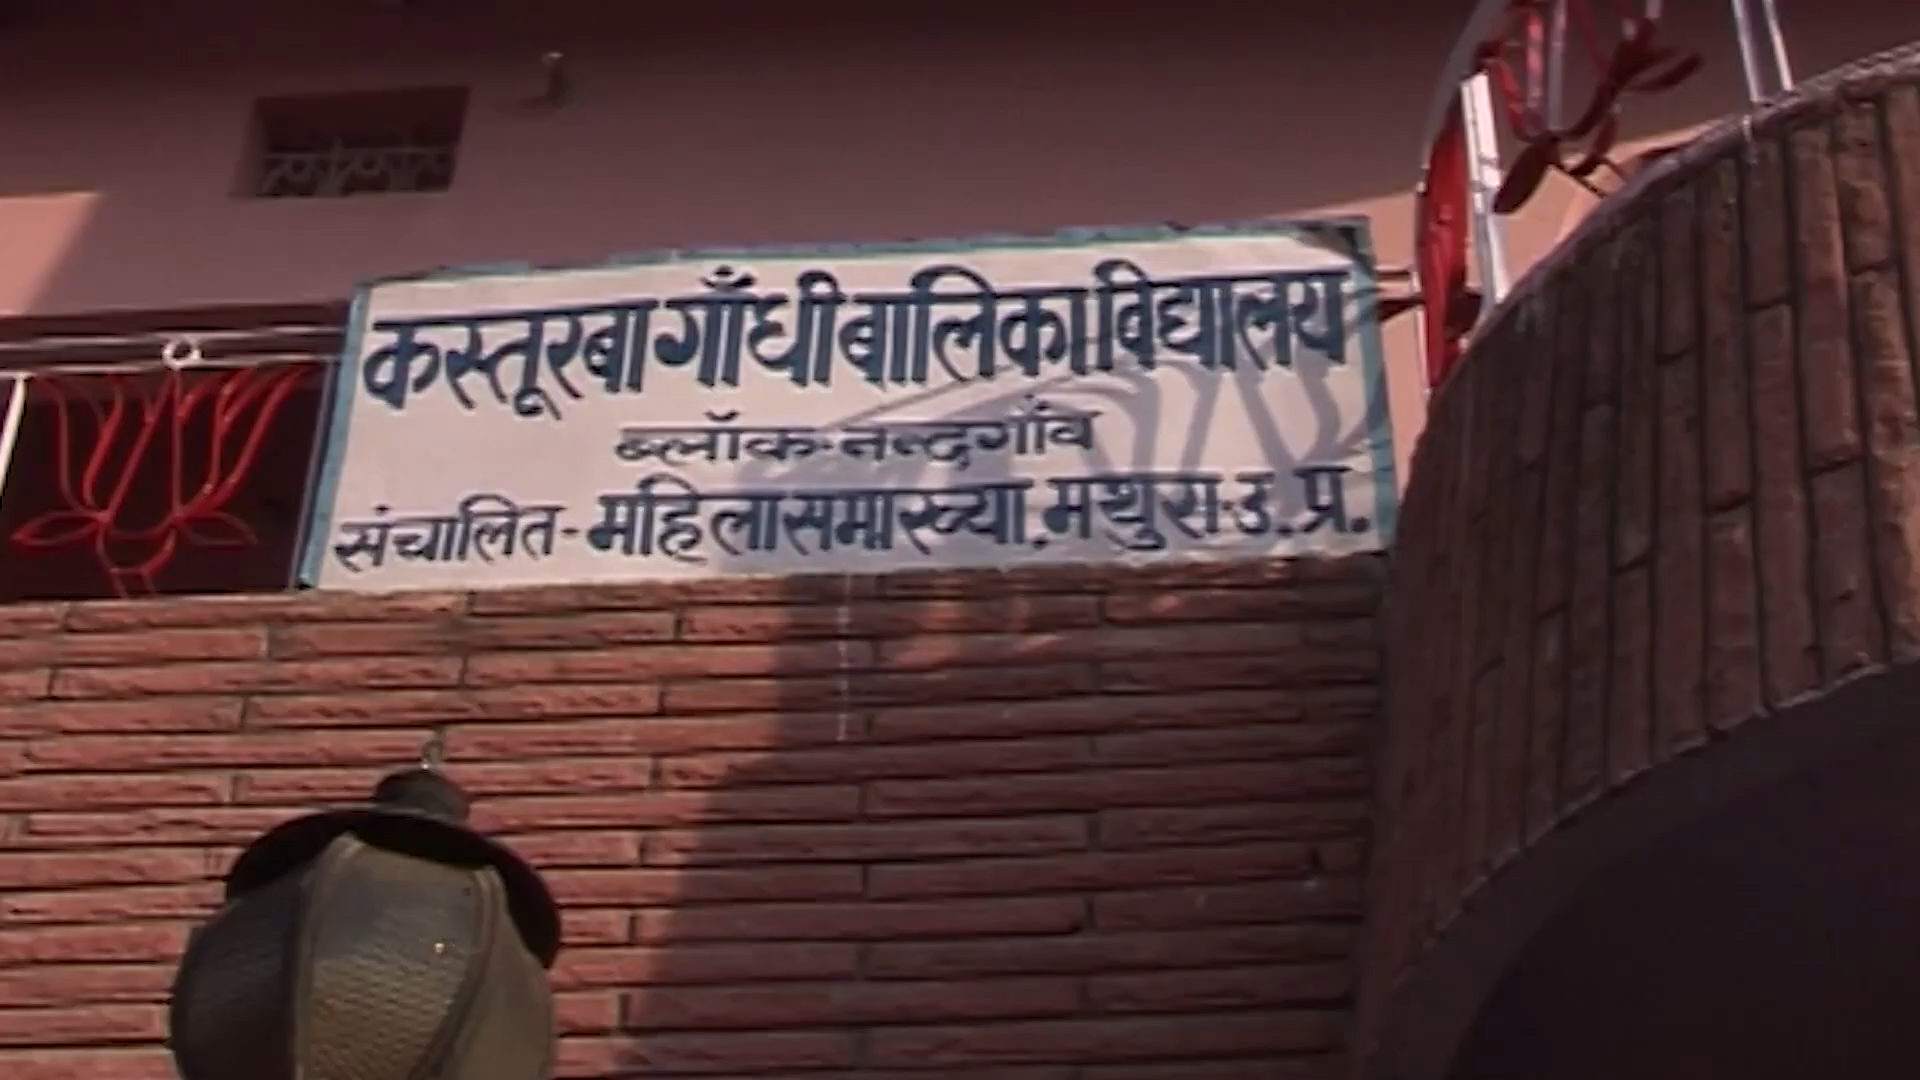 कस्तूरबा गाँधी बालिका विद्यालय
ब्लॉक-नन्दगाँव
संचालित- महिला समाख्या. मथुरा-उ. प्र.